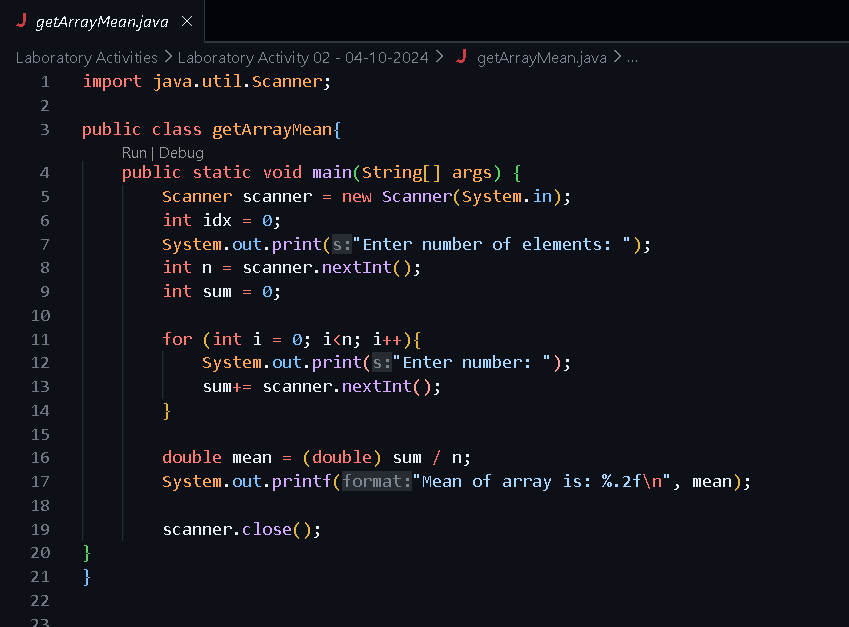 getArrayMean.java
Laboratory Activities > Laboratory Activity 02 - 04-10-2024 > getArrayMean.java > ...
1 import java.util.Scanner;
2
3 public class getArrayMean{
Run | Debug
4 public static void main(String[] args) {
5 Scanner scanner = new Scanner(System.in);
6 int idx = 0;
7 System.out.print(s:"Enter number of elements: ");
8 int n = scanner.nextInt();
9 int sum = 0;
10
11 for (int i = 0; i<n; i++){
12 System.out.print(s:"Enter number: ");
13 sum+= scanner.nextInt();
14 }
15
16 double mean = (double) sum / n;
17 System.out.printf(format:"Mean of array is: %.2f\n", mean);
18
19 scanner.close();
20 }
21 }
22
23